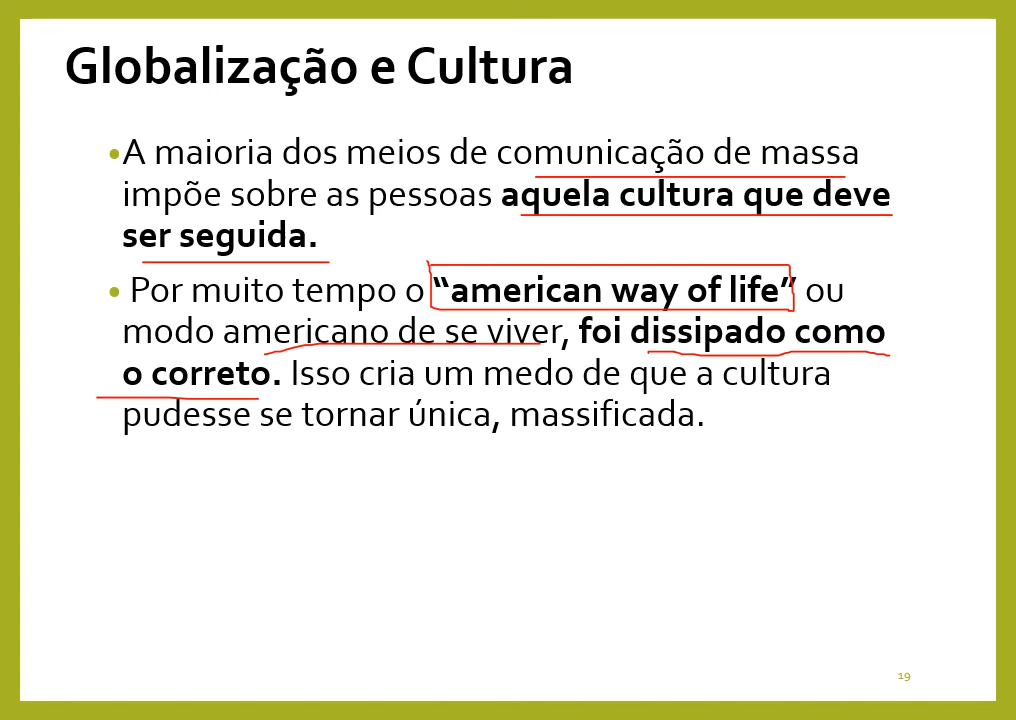 Globalização e Cultura
•A maioria dos meios de comunicação de massa
impõe sobre as pessoas aquela cultura que deve
ser seguida.
• Por muito tempo o “american way of life” ou
modo americano de se viver, foi dissipado como
o correto. Isso cria um medo de que a cultura
pudesse se tornar única, massificada.
19